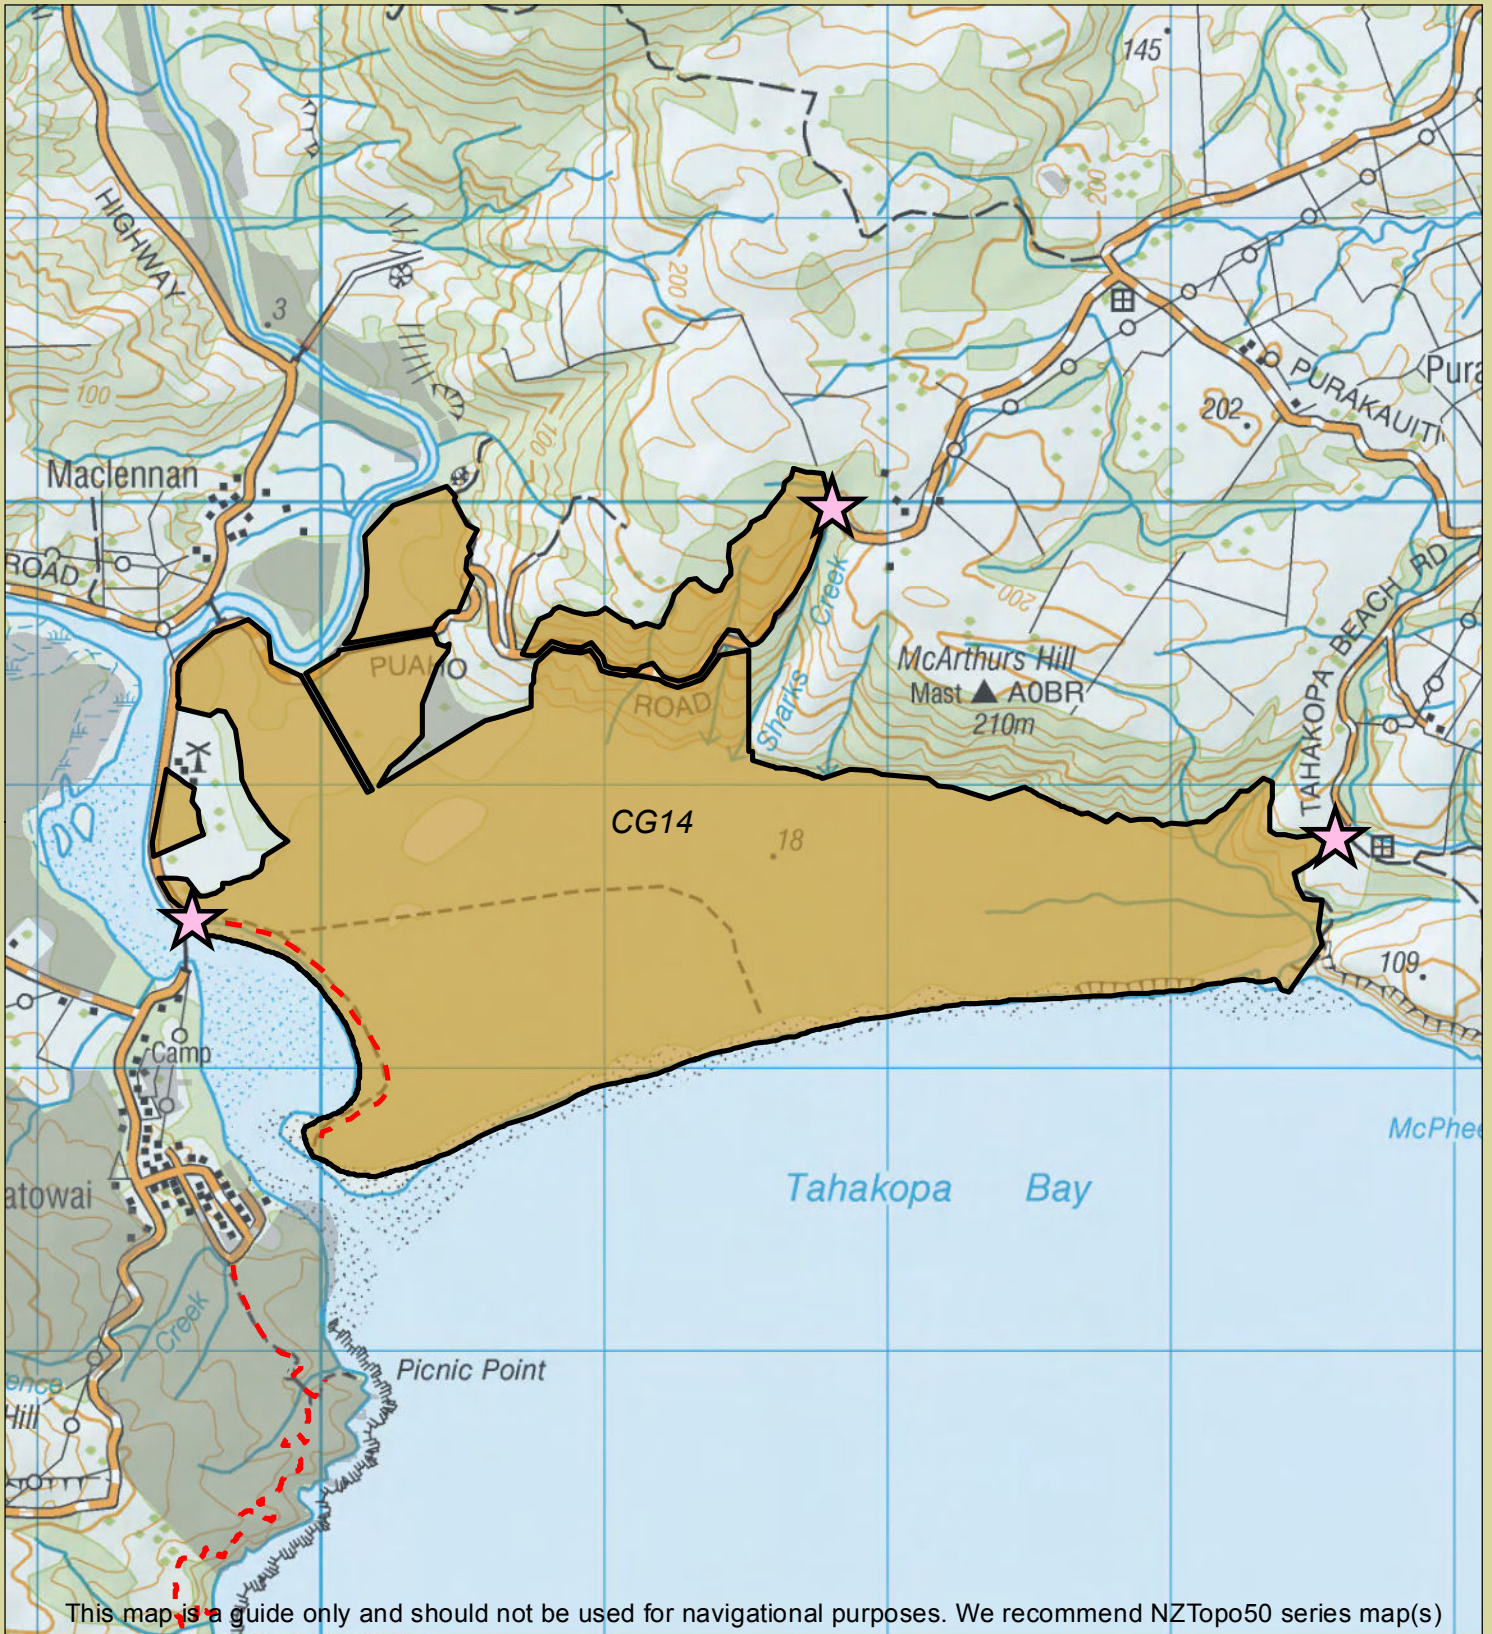 145
HIGHWAY
200
3
200
100
Pura
PURAKAUITI
202
100
Maclennan
ROAD
Creek
200
TAHAKOPA BEACH RD
PUAHO
McArthurs Hill
Mast A0BR
210m
ROAD
Sharks
CG14
18
109
Camp
McPhee
Tahakopa Bay
atowai
Creek
Picnic Point
ence
Hill
This map is a guide only and should not be used for navigational purposes. We recommend NZTopo50 series map(s)